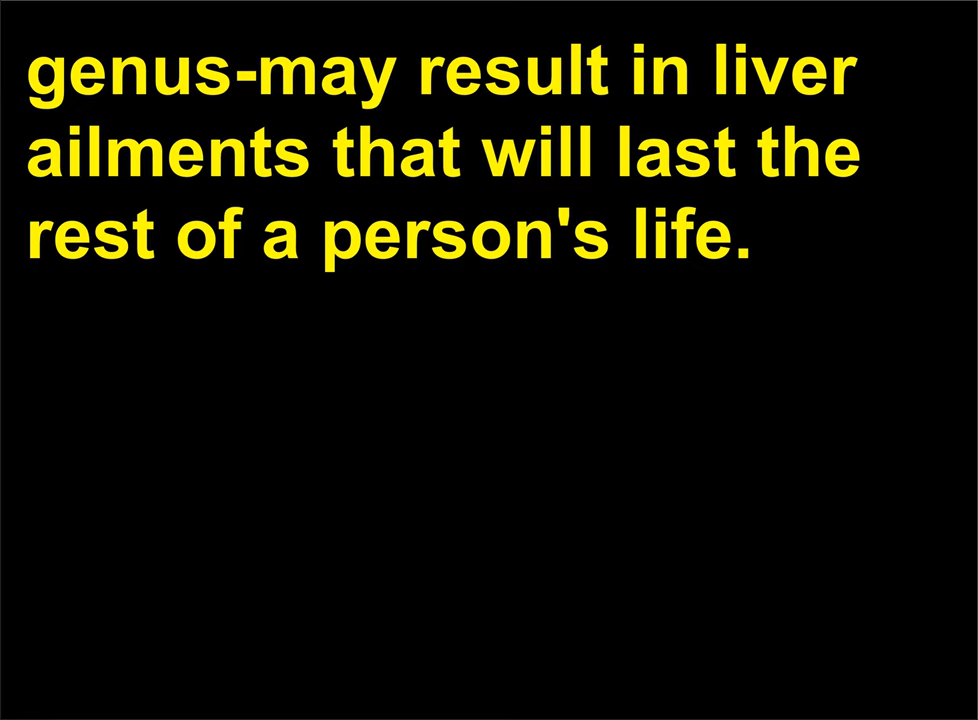 genus-may result in liver
ailments that will last the
rest of a person's life.